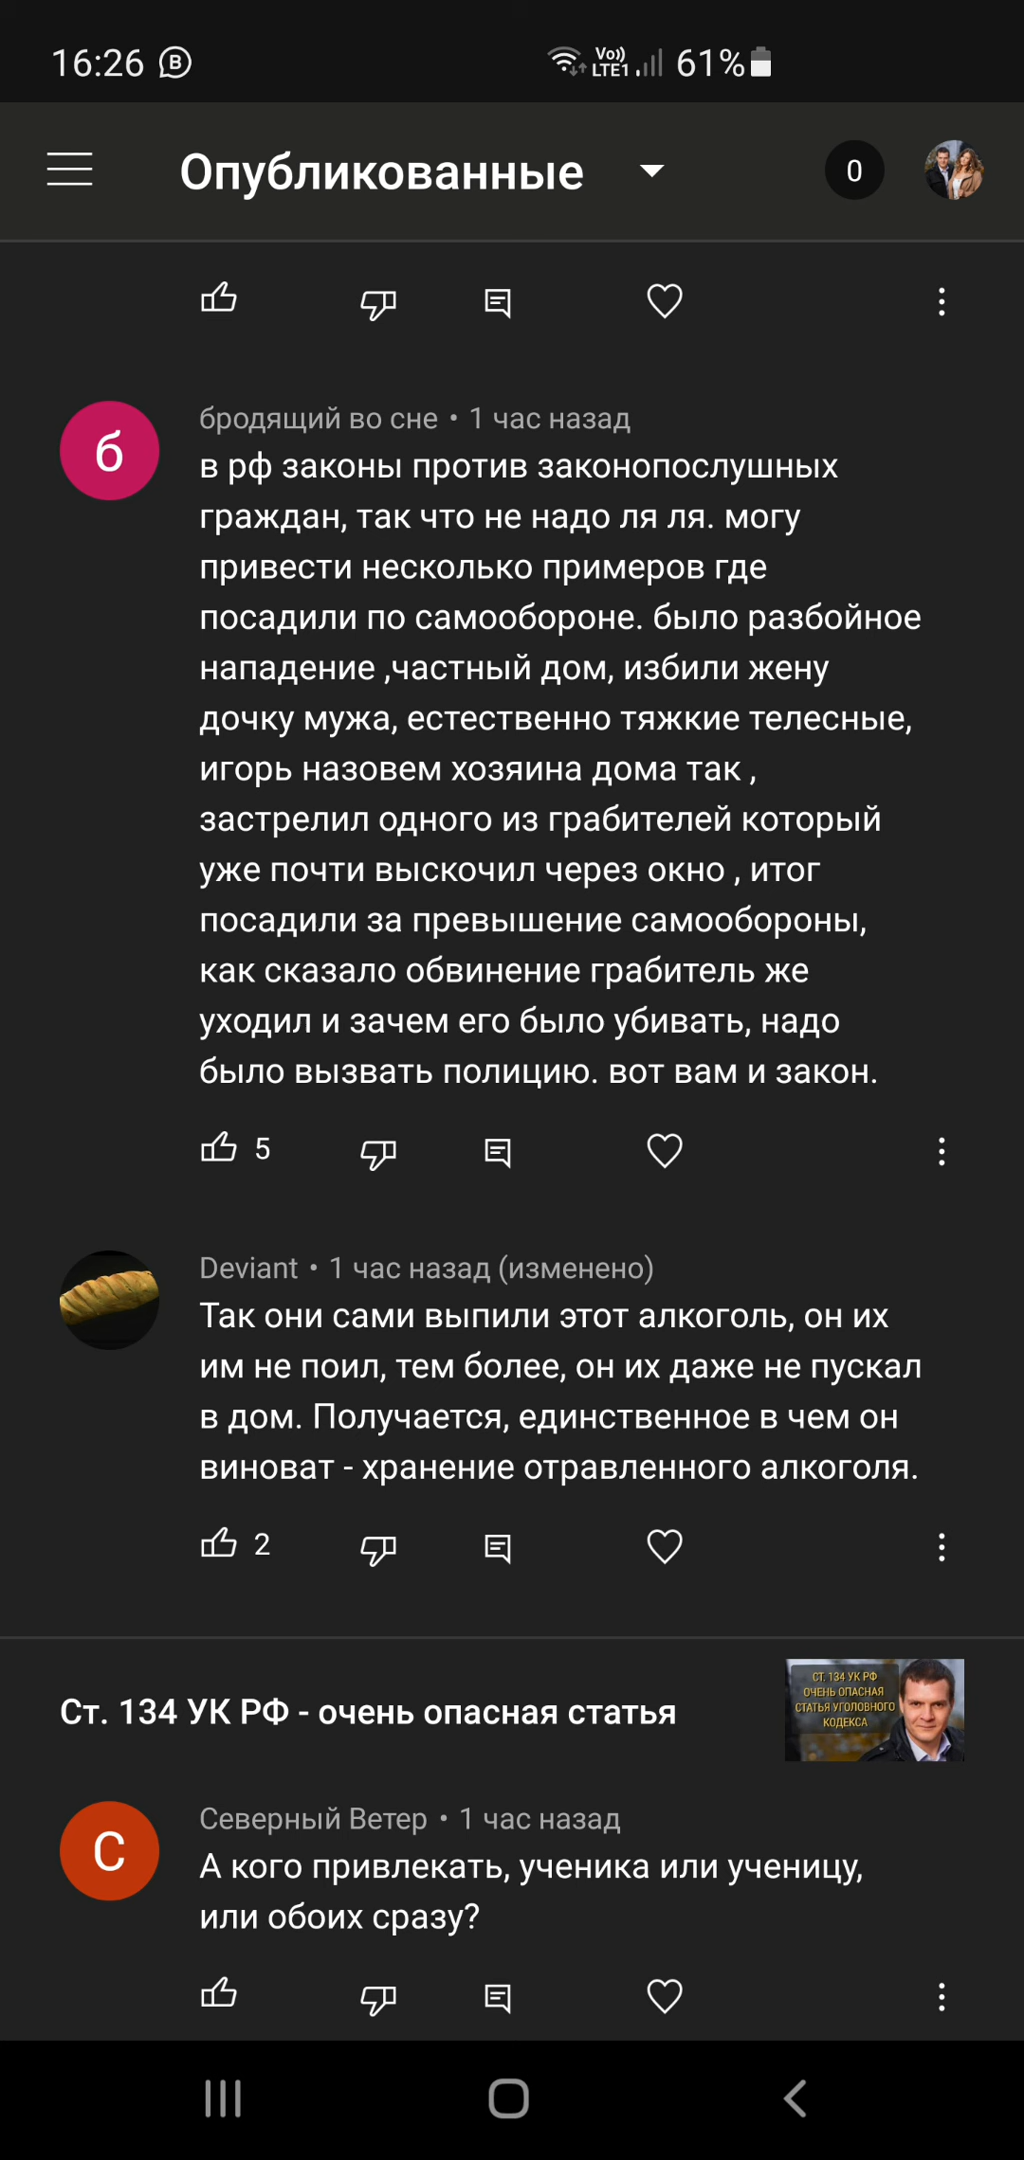 16:26
Vo)) LTE1 61%
Опубликованные
0
б
бродящий во сне • 1 час назад
в рф законы против законопослушных
граждан, так что не надо ля ля. могу
привести несколько примеров где
посадили по самообороне. было разбойное
нападение ,частный дом, избили жену
дочку мужа, естественно тяжкие телесные,
игорь назовем хозяина дома так ,
застрелил одного из грабителей который
уже почти выскочил через окно , итог
посадили за превышение самообороны,
как сказало обвинение грабитель же
уходил и зачем его было убивать, надо
было вызвать полицию. вот вам и закон.
5
Deviant • 1 час назад (изменено)
Так они сами выпили этот алкоголь, он их
им не поил, тем более, он их даже не пускал
в дом. Получается, единственное в чем он
виноват - хранение отравленного алкоголя.
2
Ст. 134 УК РФ - очень опасная статья
СТ. 134 УК РФ
ОЧЕНЬ ОПАСНАЯ
СТАТЬЯ УГОЛОВНОГО
КОДЕКСА
С
Северный Ветер • 1 час назад
А кого привлекать, ученика или ученицу,
или обоих сразу?